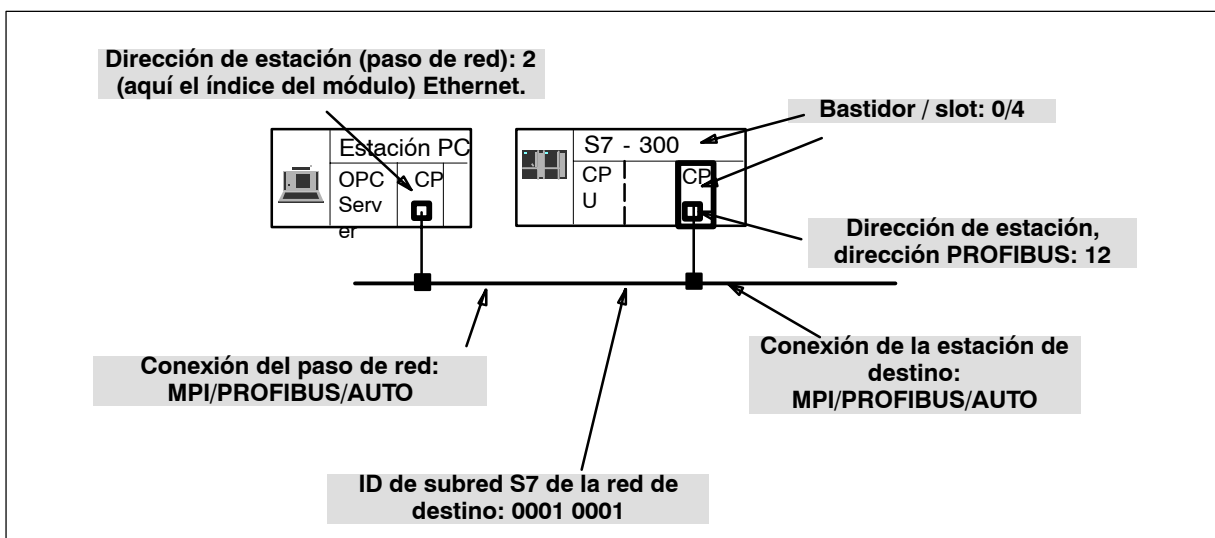 Dirección de estación (paso de red): 2
(aquí el índice del módulo) Ethernet.
Bastidor / slot: 0/4
Estación PC
OPC
Serv
er
CP
S7 - 300
CP
U
CP
Dirección de estación,
dirección PROFIBUS: 12
Conexión del paso de red:
MPI/PROFIBUS/AUTO
Conexión de la estación de
destino:
MPI/PROFIBUS/AUTO
ID de subred S7 de la red de
destino: 0001 0001